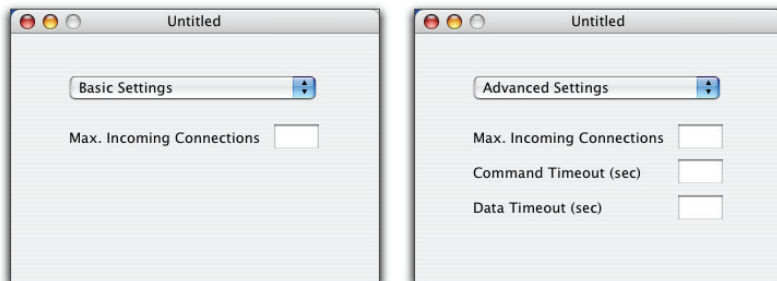 Untitled
Basic Settings
Max. Incoming Connections
Untitled
Advanced Settings
Max. Incoming Connections
Command Timeout (sec)
Data Timeout (sec)